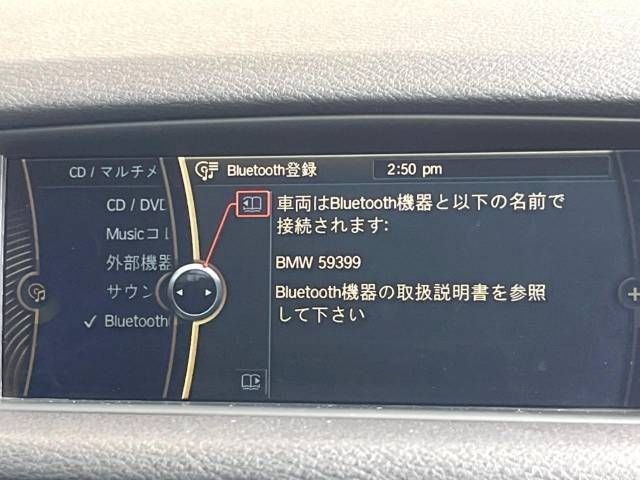 CD / マルチメ
Bluetooth登録
2:50 pm
CD / DVD
Musicコレ
外部機器
サウン
✓ Bluetooth
車両はBluetooth機器と以下の名前で
接続されます:
BMW 59399
Bluetooth機器の取扱説明書を参照
して下さい